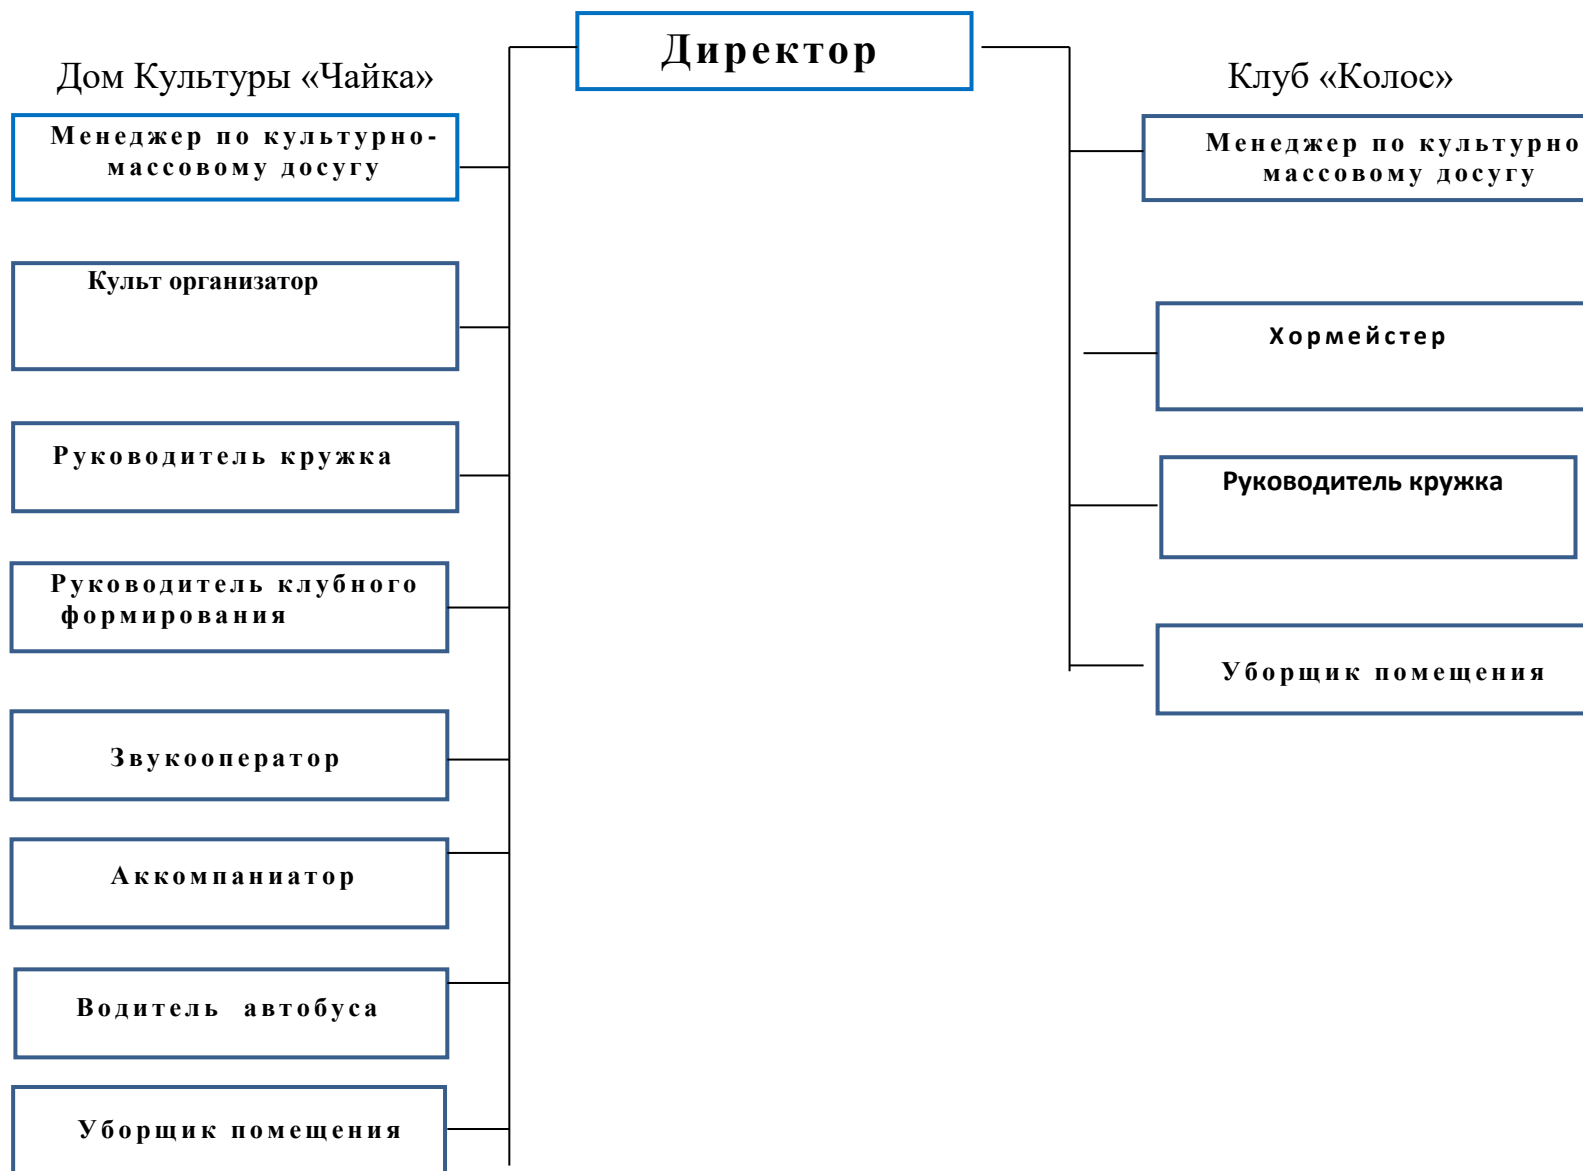 Директор
Дом Культуры «Чайка»
Менеджер по культурно-
массовому досугу
Культ организатор
Руководитель кружка
Руководитель клубного
формирования
Звукооператор
Аккомпаниатор
Водитель автобуса
Уборщик помещения
Клуб «Колос»
Менеджер по культурно
массовому досугу
Хормейстер
Руководитель кружка
Уборщик помещения